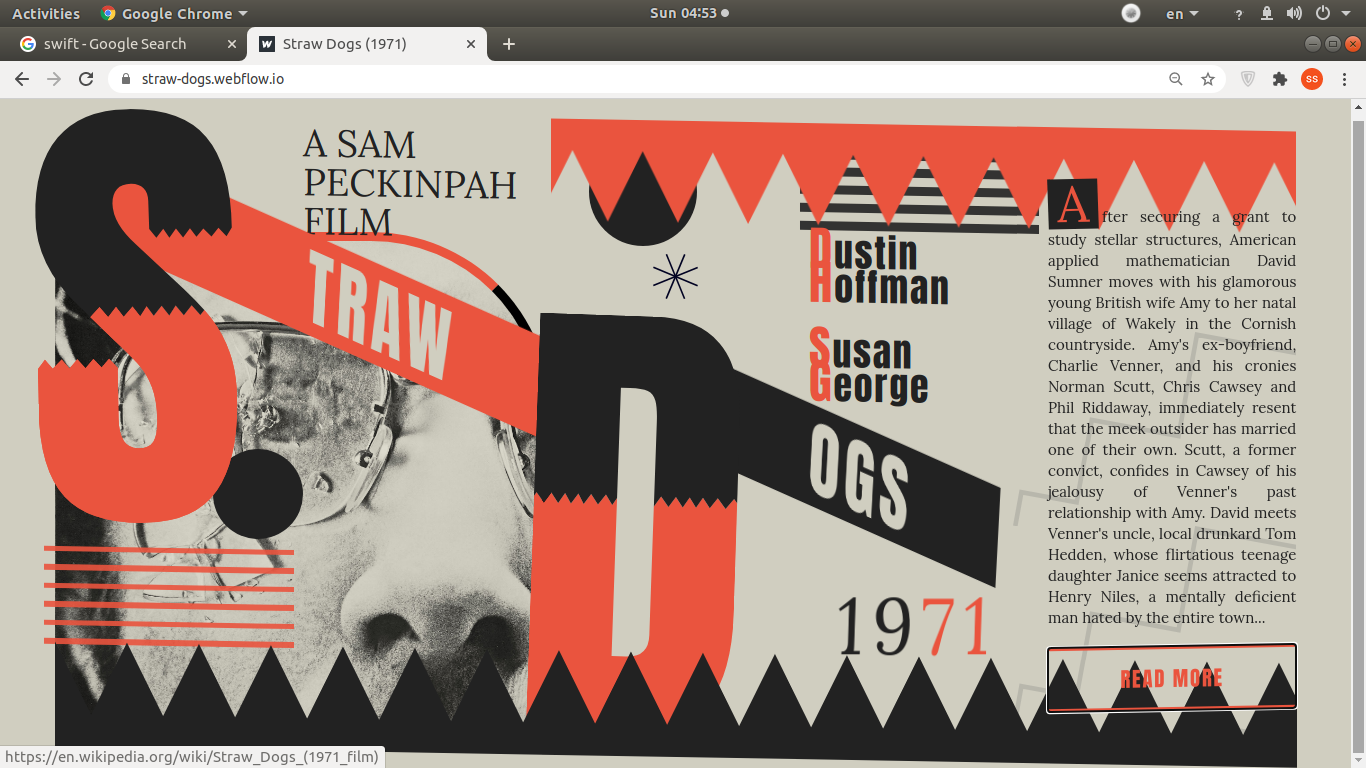 Activities
Google Chrome
Sun 04:53
en
swift - Google Search
Straw Dogs (1971)
straw-dogs.webflow.io
SS
A SAM
PECKINPAH
FILM
S
TRAW
D
OGS
Dustin
Hoffman
Susan
George
1971
After securing a grant to
study stellar structures, American
applied mathematician David
Sumner moves with his glamorous
young British wife Amy to her natal
village of Wakely in the Cornish
countryside. Amy's ex-boyfriend,
Charlie Venner, and his cronies
Norman Scutt, Chris Cawsey and
Phil Riddaway, immediately resent
that the meek outsider has married
one of their own. Scutt, a former
convict, confides in Cawsey of his
jealousy of Venner's past
relationship with Amy. David meets
Venner's uncle, local drunkard Tom
Hedden, whose flirtatious teenage
daughter Janice seems attracted to
Henry Niles, a mentally deficient
man hated by the entire town...
READ MORE
https://en.wikipedia.org/wiki/Straw_Dogs_(1971_film)